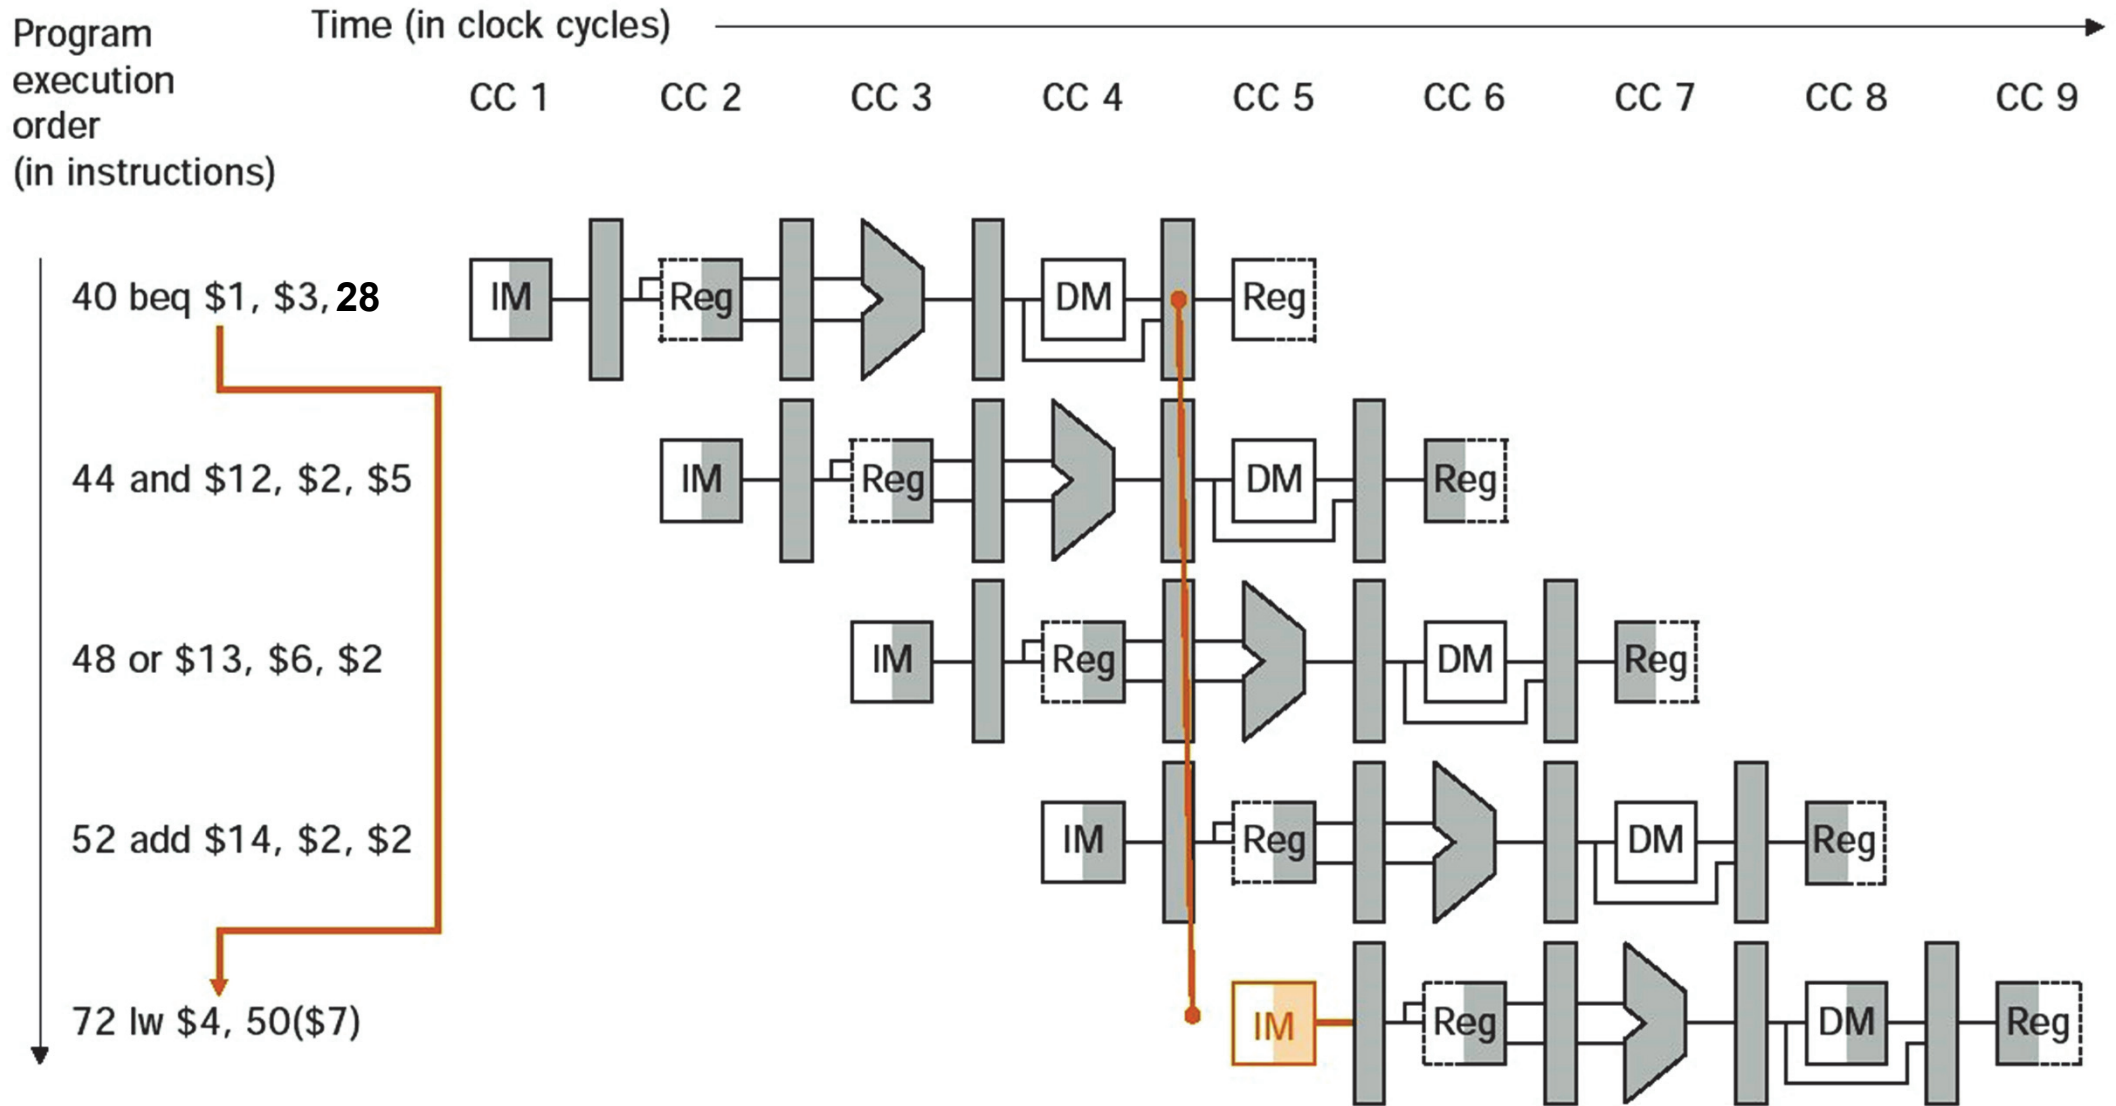 Program
execution
order
(in instructions)
Time (in clock cycles)
CC 1 CC 2 CC 3 CC 4 CC 5 CC 6 CC 7 CC 8 CC 9
40 beq $1, $3, 28
IM Reg DM Reg
44 and $12, $2, $5
IM Reg DM Reg
48 or $13, $6, $2
IM Reg DM Reg
52 add $14, $2, $2
IM Reg DM Reg
72 lw $4, 50($7)
IM Reg DM Reg